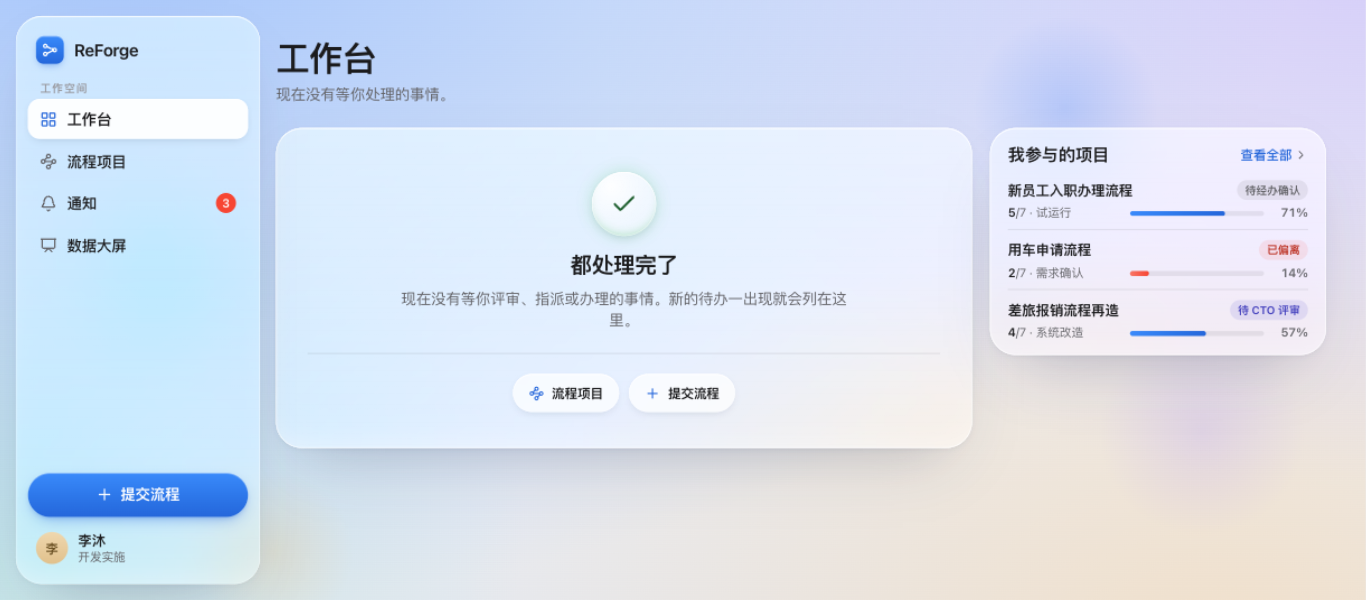 ReForge
工作空间
工作台
流程项目
通知
3
数据大屏
提交流程
李
李沐
开发实施
工作台
现在没有等你处理的事情。
都处理完了
现在没有等你评审、指派或办理的事情。新的待办一出现就会列在这
里。
流程项目
提交流程
我参与的项目
查看全部
新员工入职办理流程
待经办确认
5/7 · 试运行
71%
用车申请流程
已偏离
2/7 · 需求确认
14%
差旅报销流程再造
待 CTO 评审
4/7 · 系统改造
57%